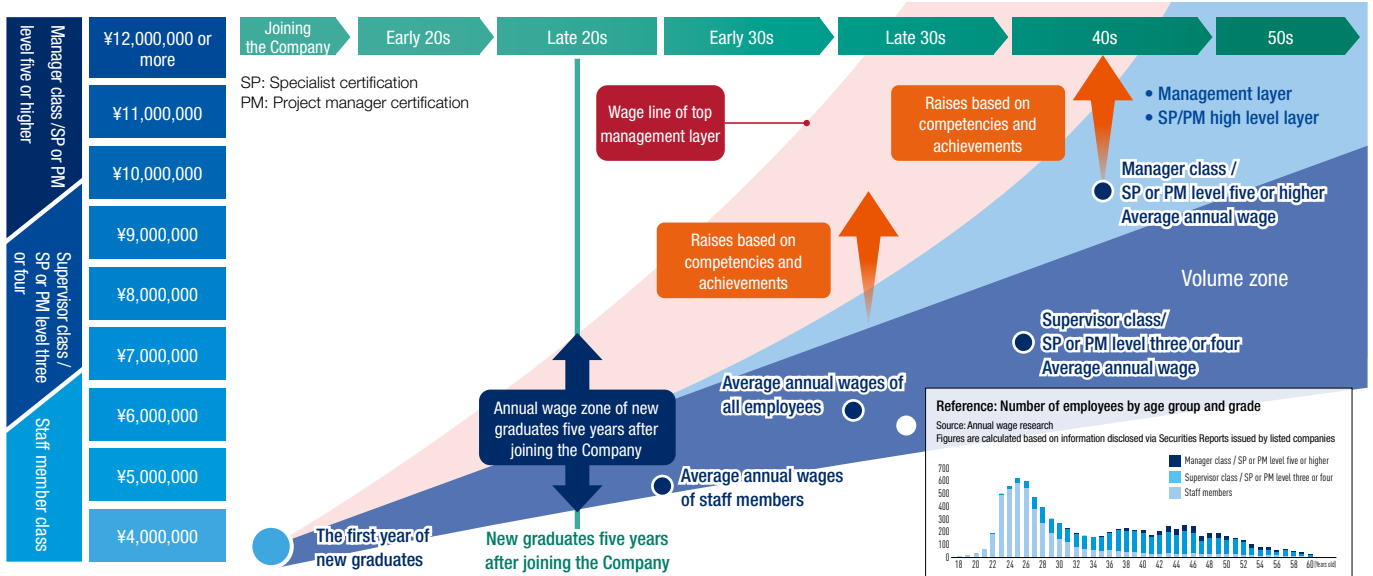 Manager class /SP or PM
level five or higher
Supervisor class /
SP or PM level three
or four
Staff member class
¥12,000,000 or
more
¥11,000,000
¥10,000,000
¥9,000,000
¥8,000,000
¥7,000,000
¥6,000,000
¥5,000,000
¥4,000,000
Joining
the Company
Early 20s
Late 20s
Early 30s
Late 30s
40s
50s
SP: Specialist certification
PM: Project manager certification
Wage line of top
management layer
Raises based on
competencies and
achievements
• Management layer
• SP/PM high level layer
Manager class /
SP or PM level five or higher
Average annual wage
Raises based on
competencies and
achievements
Volume zone
Supervisor class/
SP or PM level three or four
Average annual wage
Average annual wages of
all employees
Annual wage zone of new
graduates five years after
joining the Company
Average annual wages
of staff members
The first year of
new graduates
New graduates five years
after joining the Company
Reference: Number of employees by age group and grade
Source: Annual wage research
Figures are calculated based on information disclosed via Securities Reports issued by listed companies
Manager class / SP or PM level five or higher
Supervisor class / SP or PM level three or four
Staff members
700
600
500
400
300
200
100
0
18 20 22 24 26 28 30 32 34 36 38 40 42 44 46 48 50 52 54 56 58 60 (Years old)